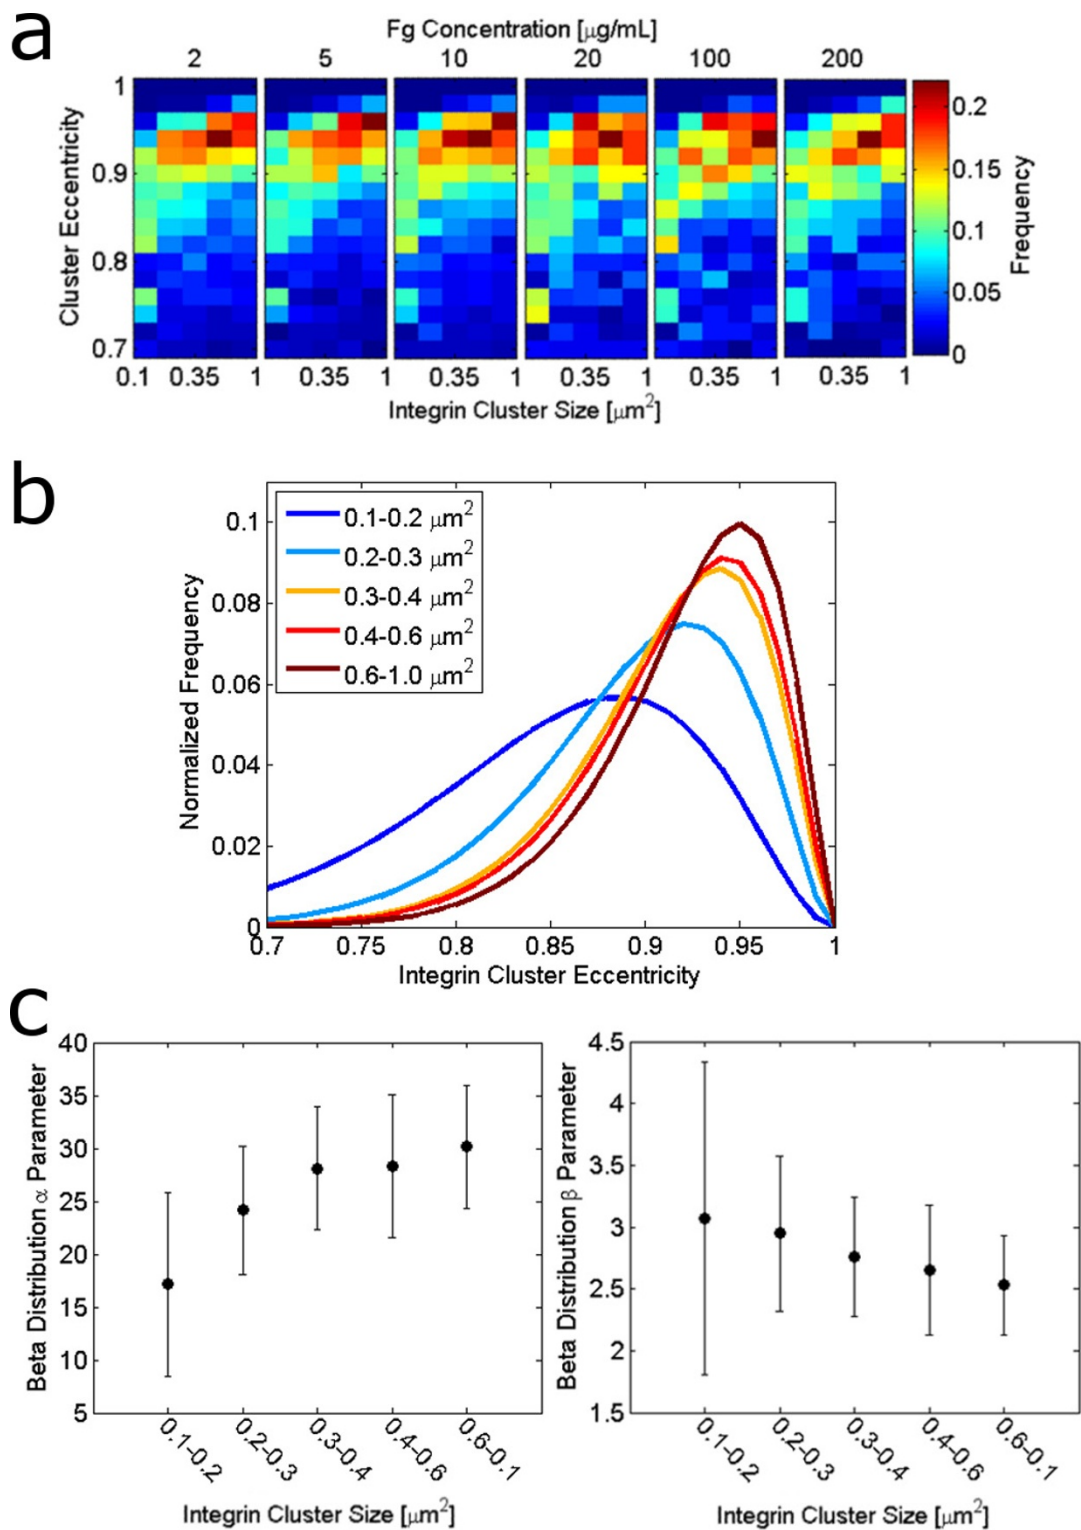 a
Fg Concentration [μg/mL]
2 5 10 20 100 200
Cluster Eccentricity
1
0.9
0.8
0.7
0.1 0.35 1 0.35 1 0.35 1 0.35 1 0.35 1 0.35 1
Integrin Cluster Size [μm²]
0.2
0.15
0.1
0.05
0
Frequency
b
Normalized Frequency
0.1
0.08
0.06
0.04
0.02
0
0.1-0.2 μm²
0.2-0.3 μm²
0.3-0.4 μm²
0.4-0.6 μm²
0.6-1.0 μm²
0.7 0.75 0.8 0.85 0.9 0.95 1
Integrin Cluster Eccentricity
c
Beta Distribution α Parameter
40
35
30
25
20
15
10
5
0.1-0.2 0.2-0.3 0.3-0.4 0.4-0.6 0.6-0.1
Integrin Cluster Size [μm²]
Beta Distribution β Parameter
4.5
4
3.5
3
2.5
2
1.5
0.1-0.2 0.2-0.3 0.3-0.4 0.4-0.6 0.6-0.1
Integrin Cluster Size [μm²]